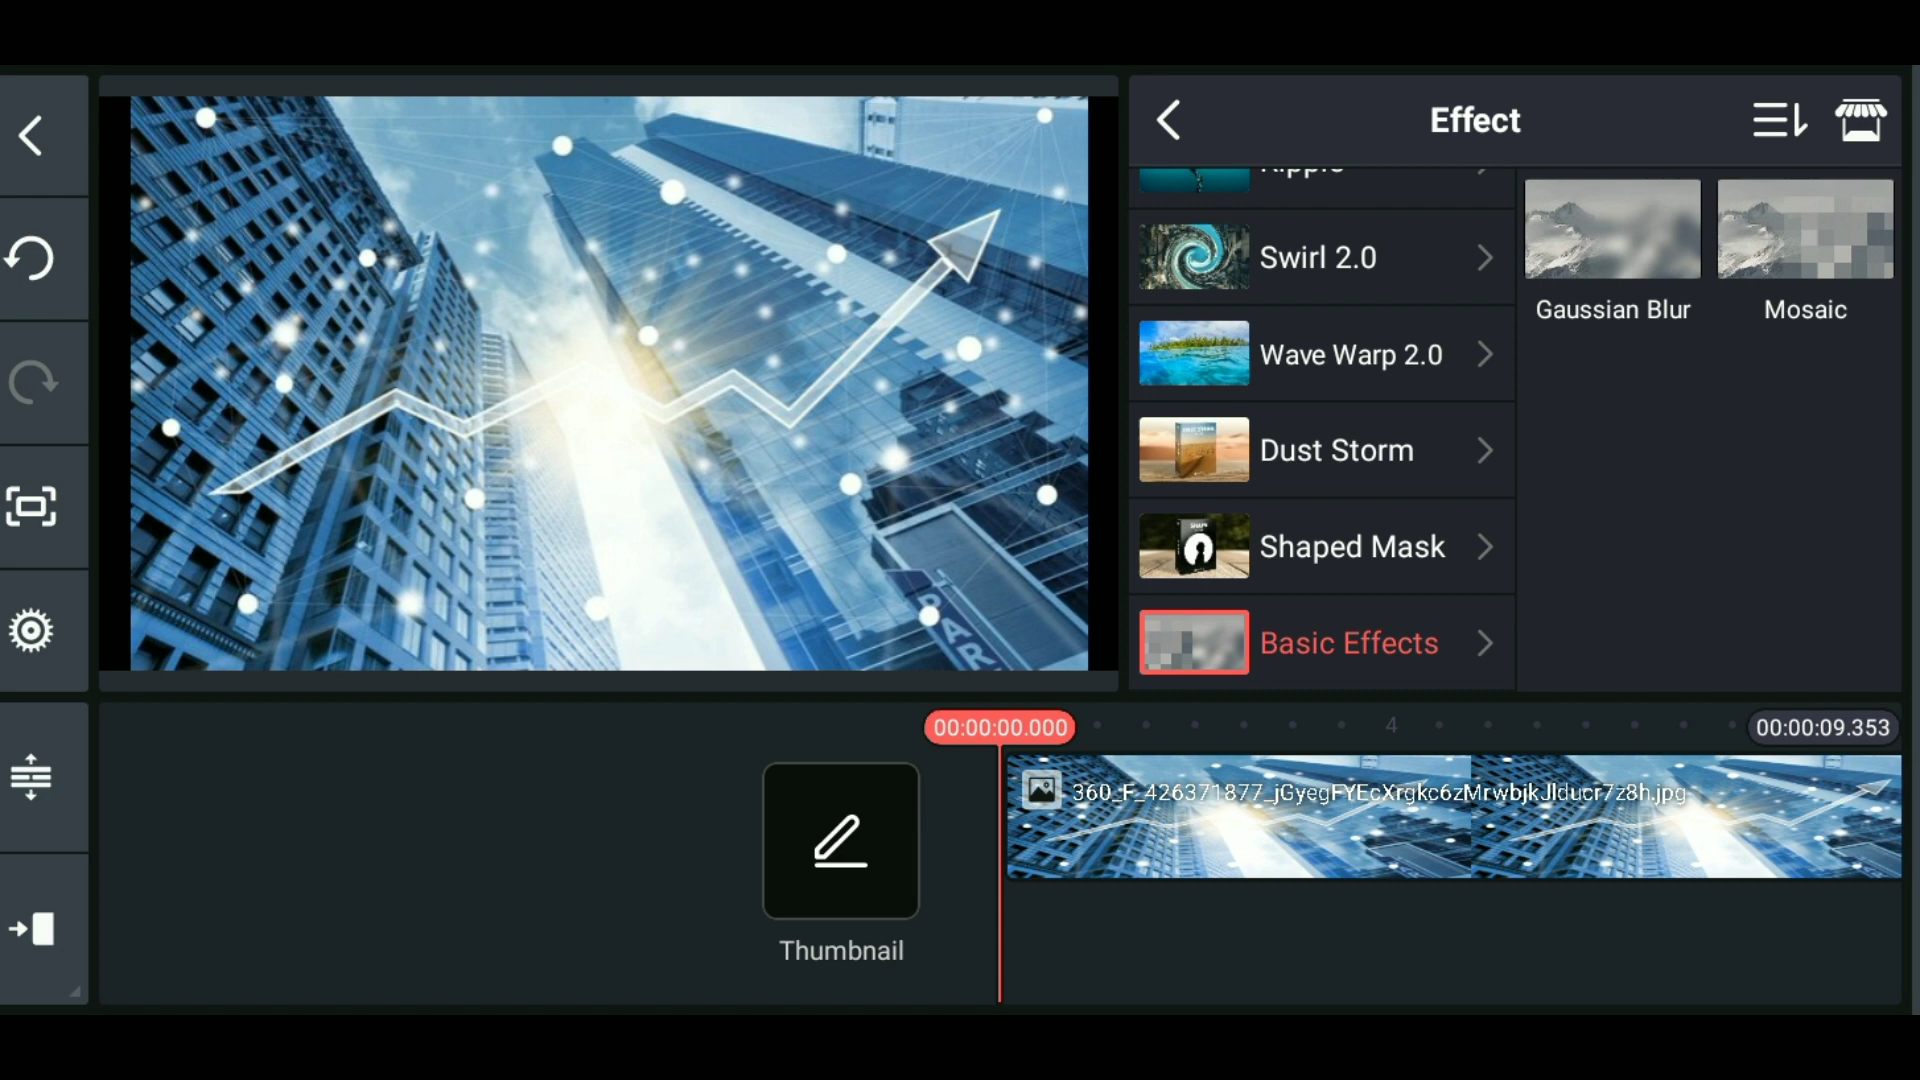 Effect
Ripple
Swirl 2.0
Wave Warp 2.0
Dust Storm
Shaped Mask
Basic Effects
Gaussian Blur
Mosaic
PAR
00:00:00.000
4
00:00:09.353
360_F_426371877_jGyegFYEcXrgkc6zMrwbjkJlducr7z8h.jpg
Thumbnail